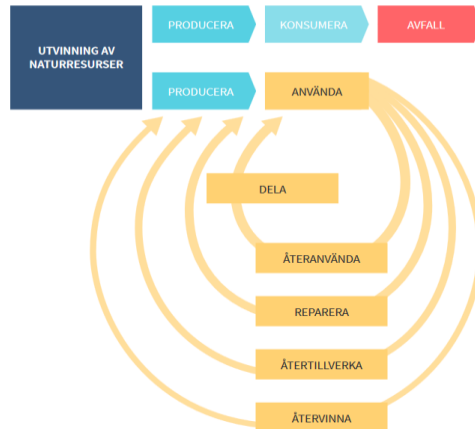 UTVINNING AV
NATURRESURSER
PRODUCERA
KONSUMERA
AVFALL
PRODUCERA
ANVÄNDA
DELA
ÅTERANVÄNDA
REPARERA
ÅTERTILLVERKA
ÅTERVINNA